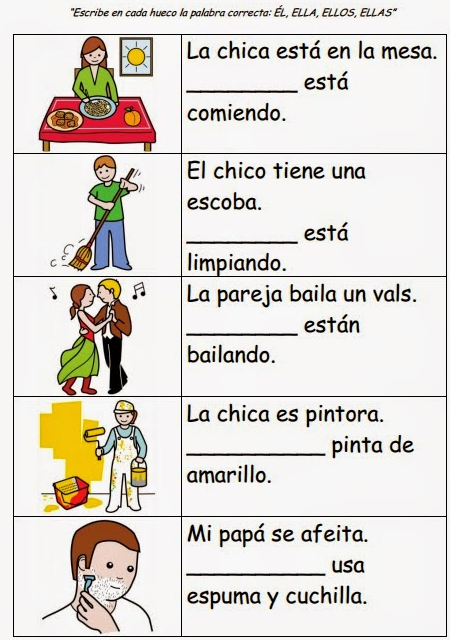 "Escribe en cada hueco la palabra correcta: ÉL, ELLA, ELLOS, ELLAS"
La chica está en la mesa.
_________ está
comiendo.
El chico tiene una
escoba.
_________ está
limpiando.
La pareja baila un vals.
_________ están
bailando.
La chica es pintora.
___________ pinta de
amarillo.
Mi papá se afeita.
___________ usa
espuma y cuchilla.